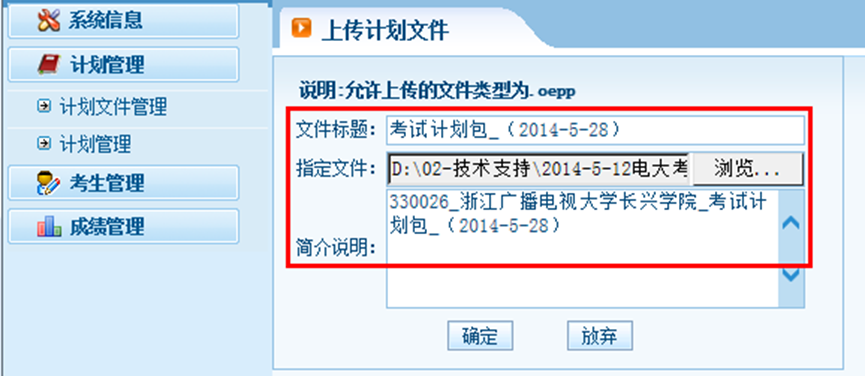 系统信息
计划管理
计划文件管理
计划管理
考生管理
成绩管理
上传计划文件
说明:允许上传的文件类型为.oepp
文件标题: 考试计划包_（2014-5-28）
指定文件: D:\02-技术支持\2014-5-12电大考 浏览...
简介说明:
330026_浙江广播电视大学长兴学院_考试计
划包_（2014-5-28）
确定 放弃